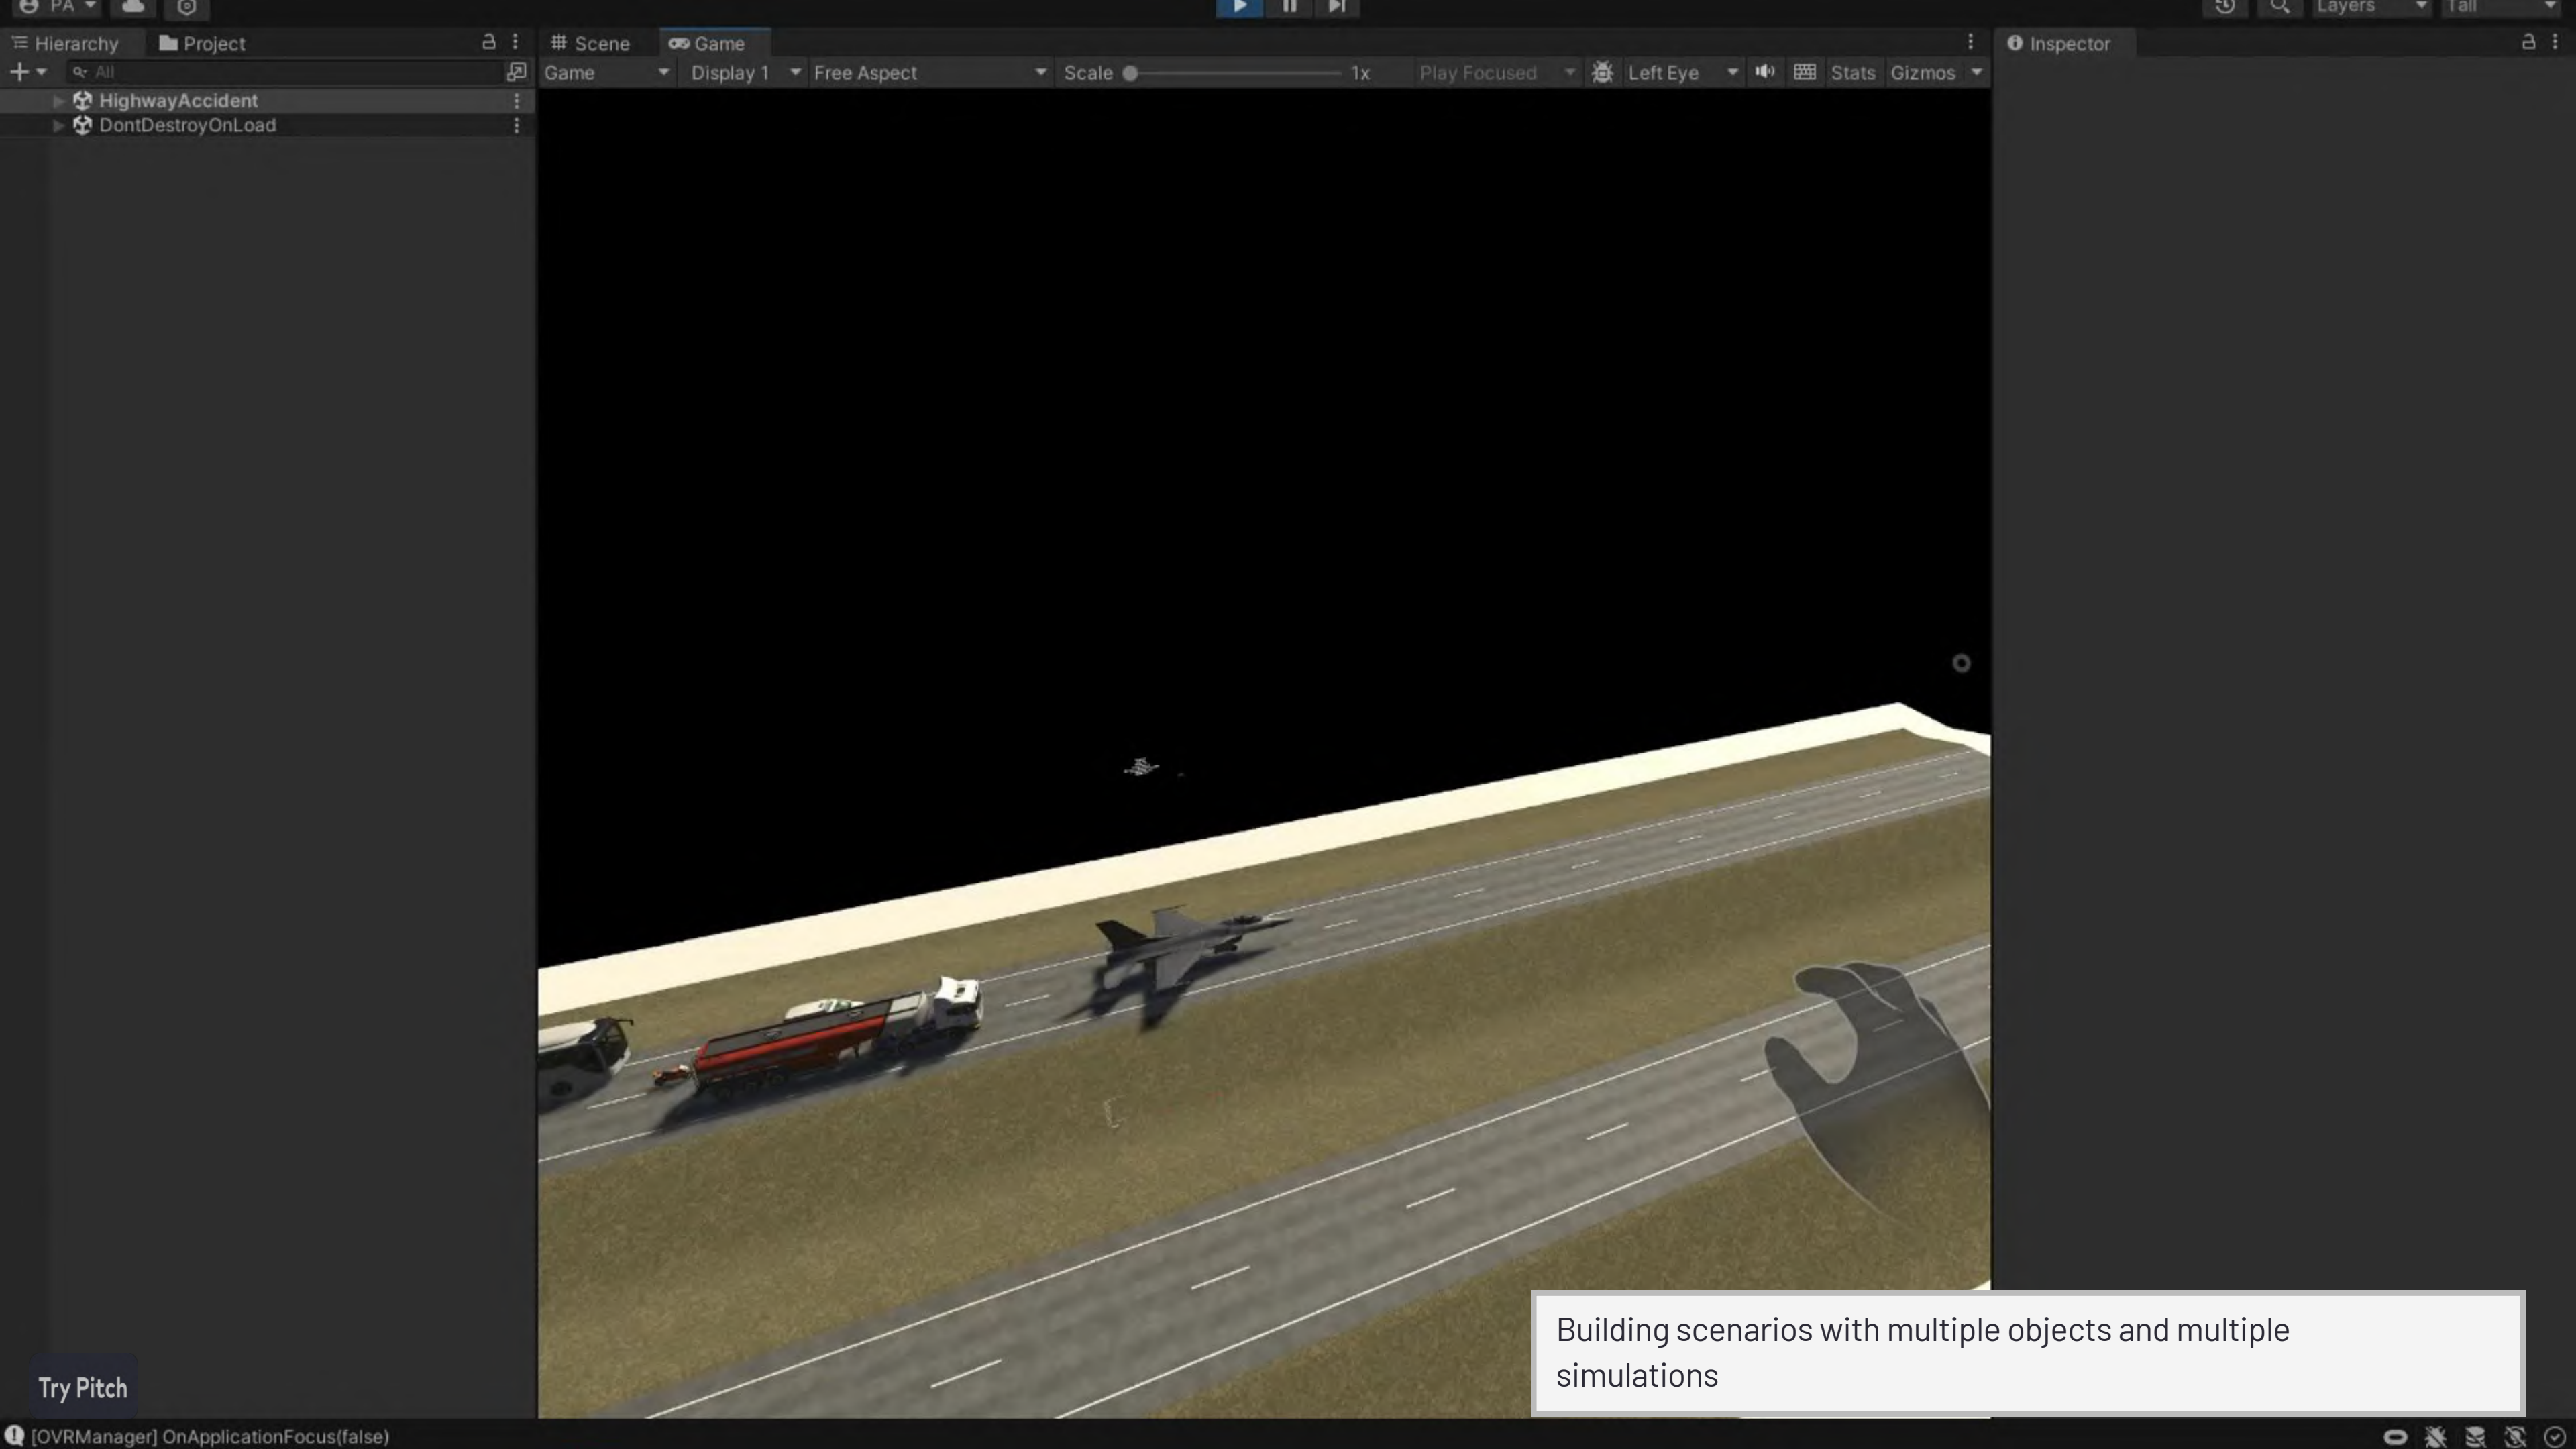 PA
Layers
Tall
Hierarchy
Project
Scene
Game
Inspector
All
Game
Display 1
Free Aspect
Scale
1x
Play Focused
Left Eye
Stats
Gizmos
HighwayAccident
DontDestroyOnLoad
Building scenarios with multiple objects and multiple
simulations
Try Pitch
[OVRManager] OnApplicationFocus(false)